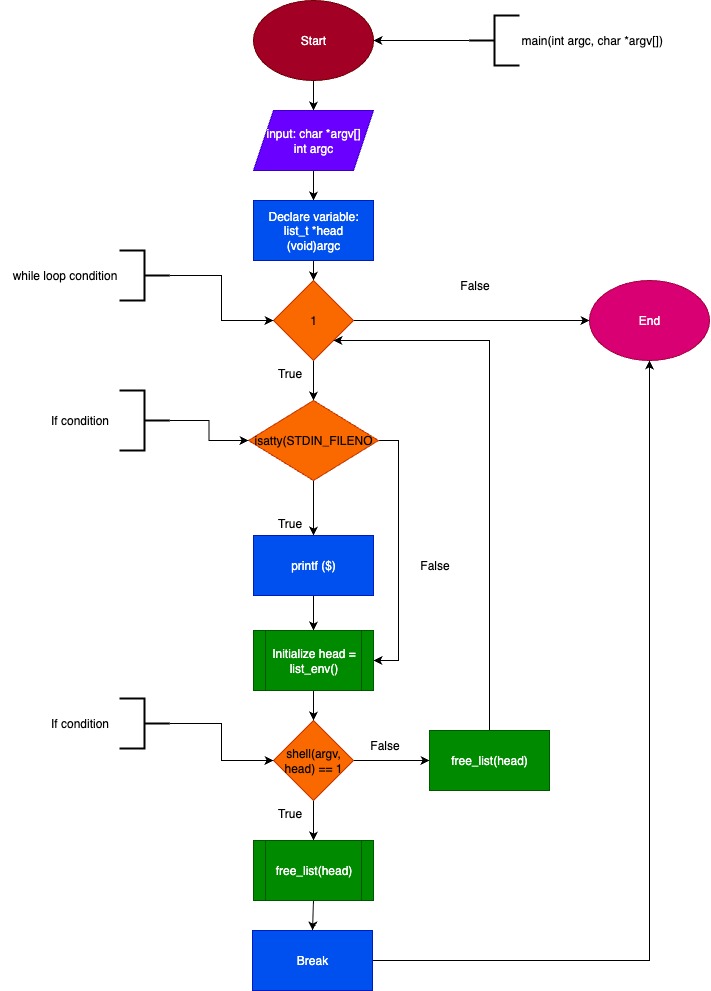 Start
main(int argc, char *argv[])
input: char *argv[]
int argc
Declare variable:
list_t *head
(void)argc
while loop condition
False
1
End
True
If condition
isatty(STDIN_FILENO
True
printf ($)
False
Initialize head =
list_env()
If condition
shell(argv,
head) == 1
False
free_list(head)
True
free_list(head)
Break